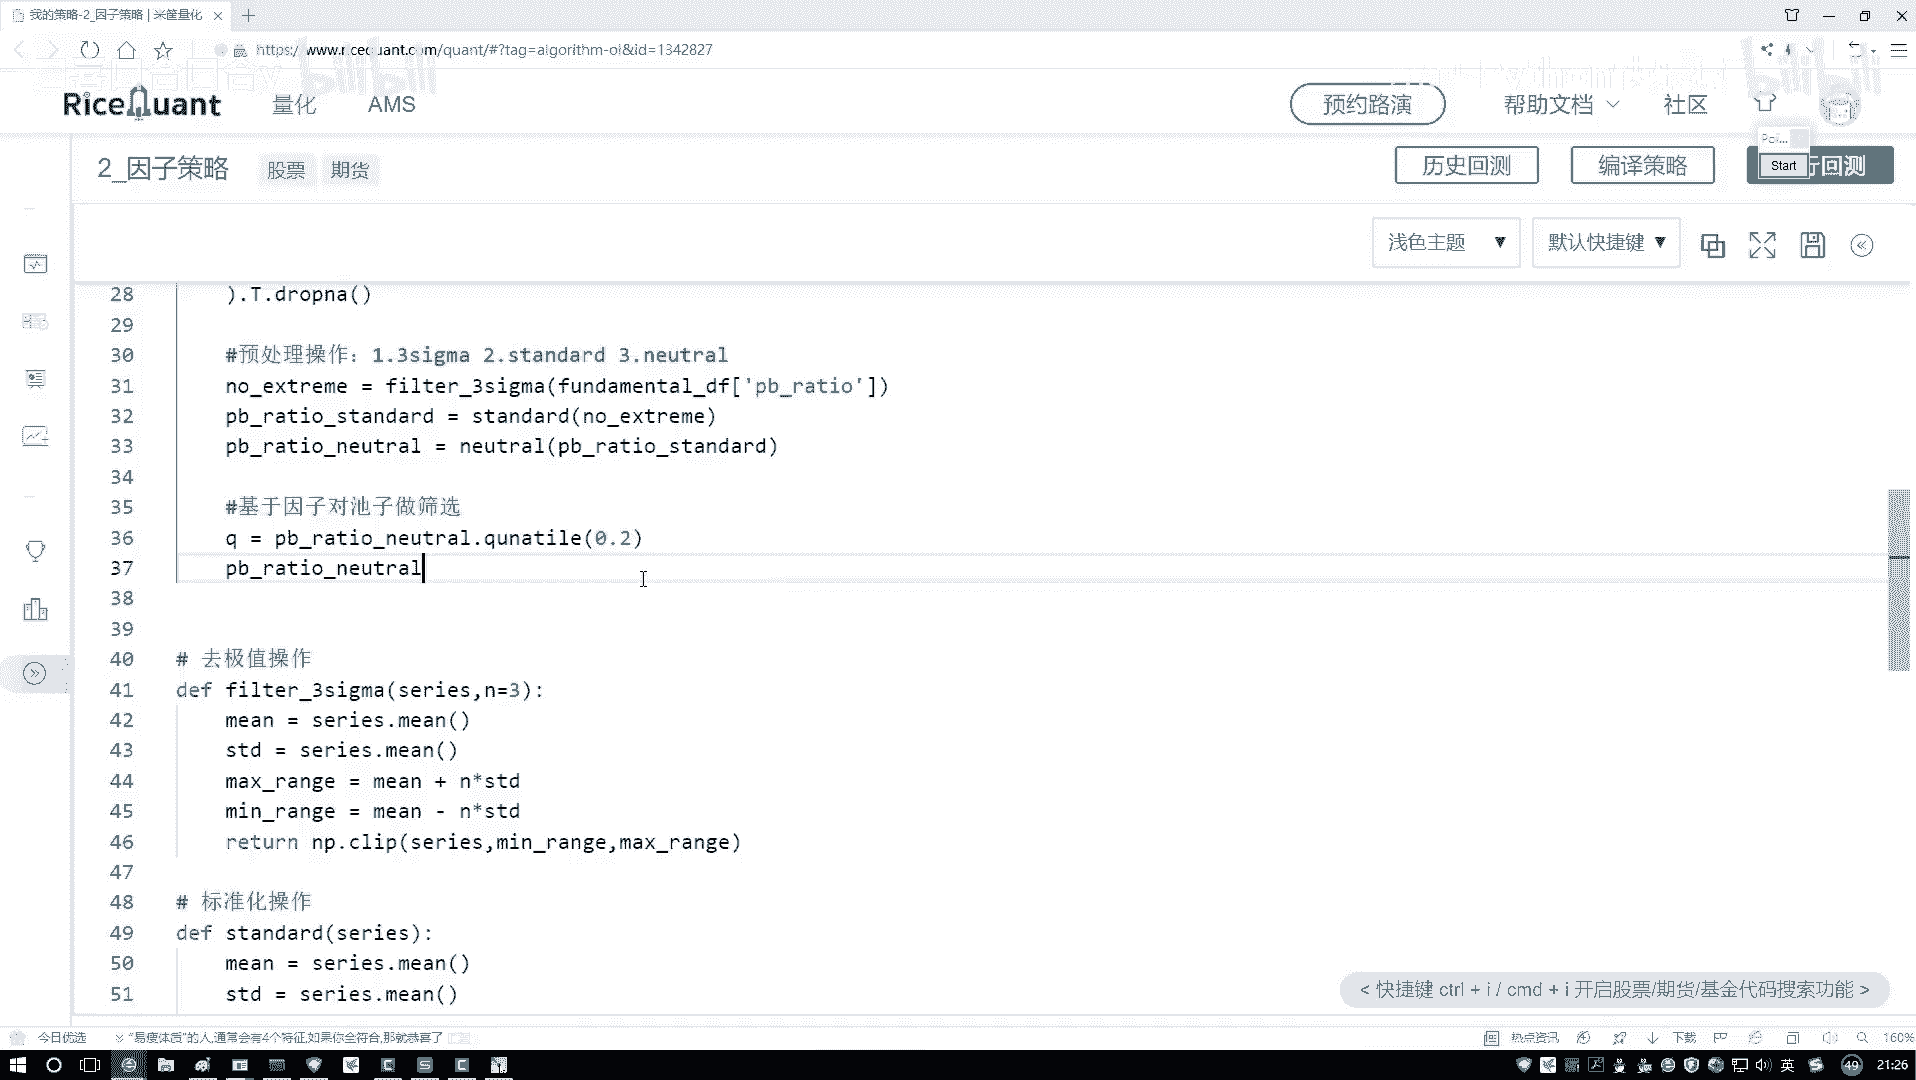 我的策略-2_因子策略 | 米筐量化
https://www.ricequant.com/quant/#?tag=algorithm-ol&id=1342827
bilibili
bilibili
RiceQuant 量化 AMS 预约路演 帮助文档 社区
2_因子策略 股票 期货 历史回测 编译策略 行回测
Start
浅色主题 ▼ 默认快捷键 ▼
28 ).T.dropna()
29
30 #预处理操作：1.3sigma 2.standard 3.neutral
31 no_extreme = filter_3sigma(fundamental_df['pb_ratio'])
32 pb_ratio_standard = standard(no_extreme)
33 pb_ratio_neutral = neutral(pb_ratio_standard)
34
35 #基于因子对池子做筛选
36 q = pb_ratio_neutral.qunatile(0.2)
37 pb_ratio_neutral
38
39
40 # 去极值操作
41 def filter_3sigma(series,n=3):
42 mean = series.mean()
43 std = series.mean()
44 max_range = mean + n*std
45 min_range = mean - n*std
46 return np.clip(series,min_range,max_range)
47
48 # 标准化操作
49 def standard(series):
50 mean = series.mean()
51 std = series.mean()
< 快捷键 ctrl + i / cmd + i 开启股票/期货/基金代码搜索功能 >
今日优选 “易瘦体质”的人,通常会有4个特征,如果你全符合,那就恭喜了 热点资讯 下载 160%
英 49 21:26